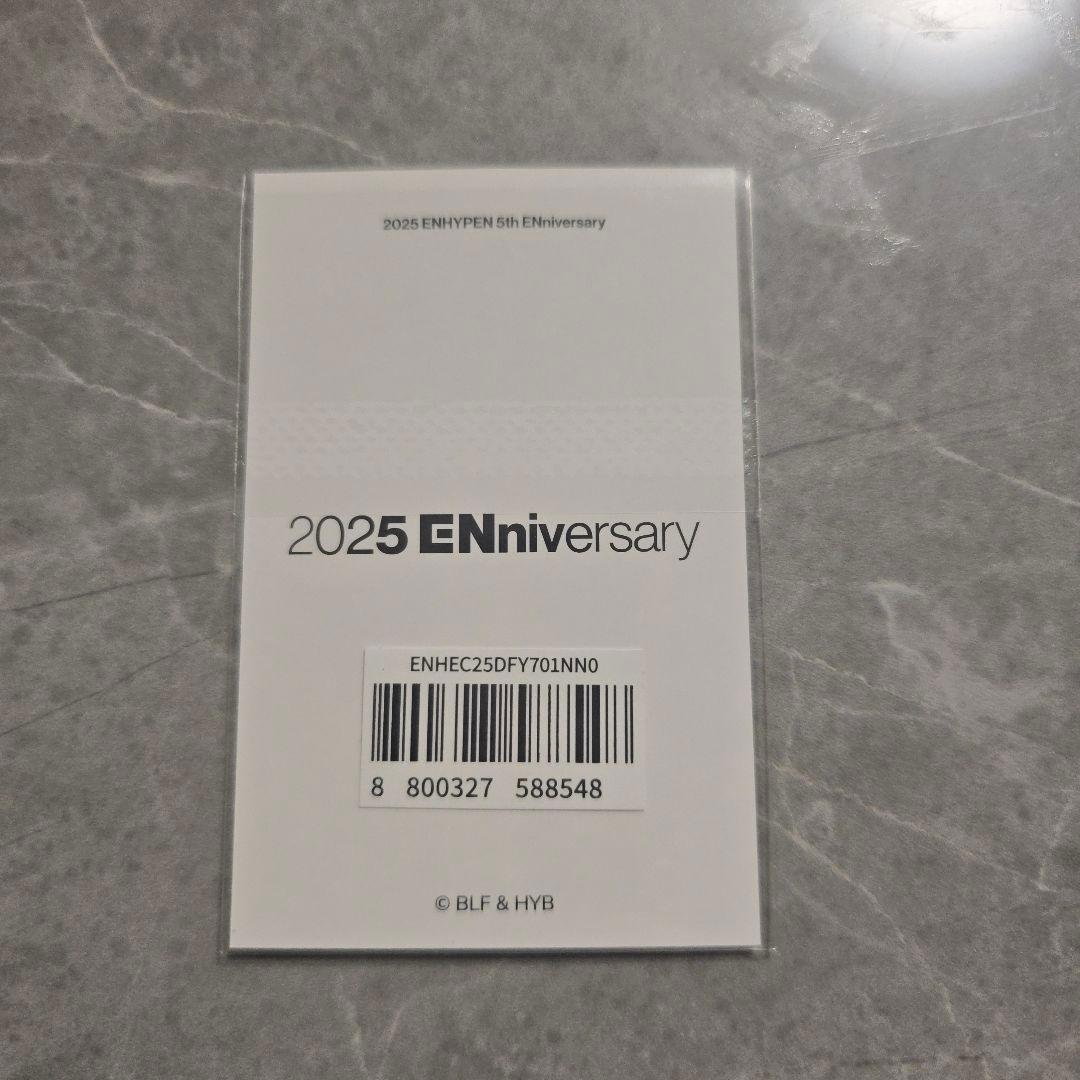 2025 ENHYPEN 5th ENniversary
2025 ENniversary
ENHEC25DFY701NN0
8 800327 588548
© BLF & HYB